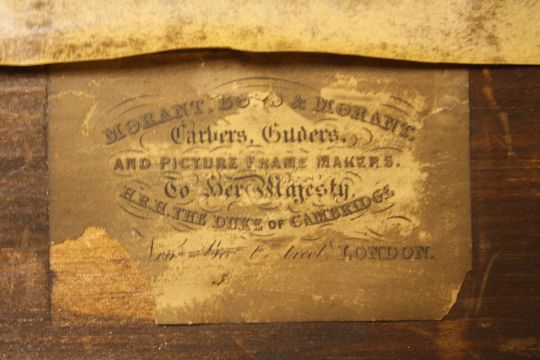 MORANT, BOYD & MORANT.
Carvers, Gilders,
AND PICTURE FRAME MAKERS.
To Her Majesty,
H.R.H. THE DUKE OF CAMBRIDGE.
LONDON.